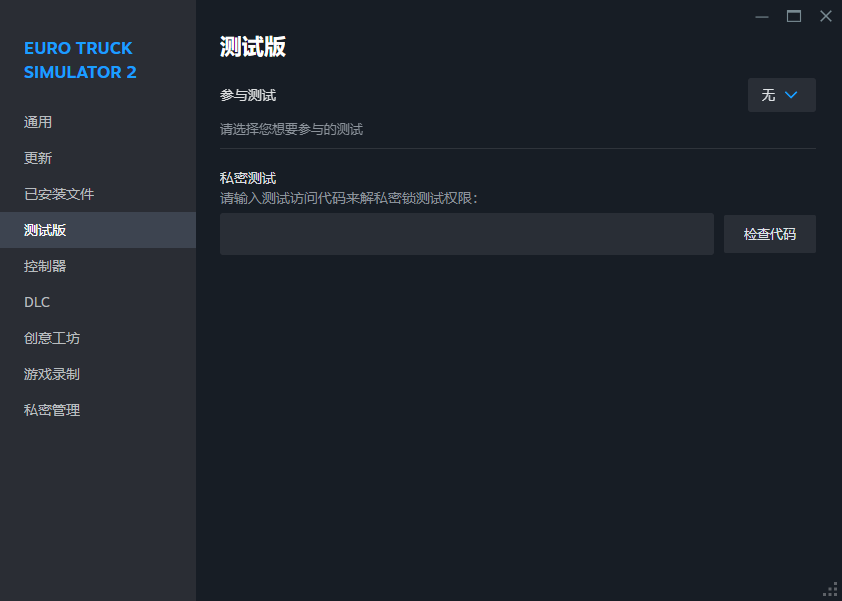 EURO TRUCK
SIMULATOR 2
通用
更新
已安装文件
测试版
控制器
DLC
创意工坊
游戏录制
私密管理
测试版
参与测试
无
请选择您想要参与的测试
私密测试
请输入测试访问代码来解私密锁测试权限：
检查代码